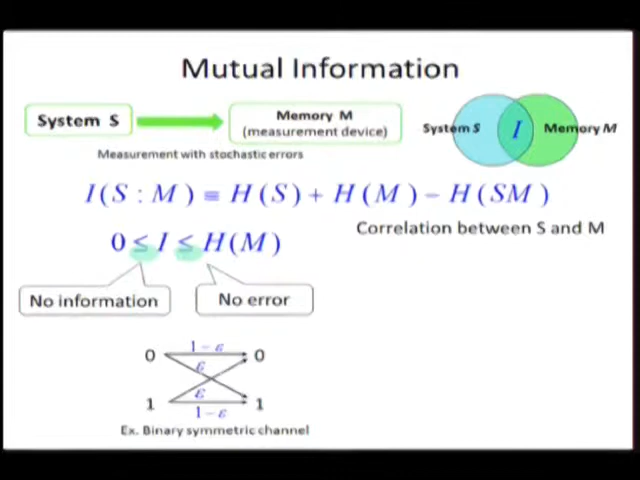 Mutual Information
System S
Memory M
(measurement device)
Measurement with stochastic errors
System S
I
Memory M
I(S : M) ≡ H(S) + H(M) − H(SM)
Correlation between S and M
0 ≤ I ≤ H(M)
No information
No error
0
1 − ε
0
ε
ε
1
1 − ε
1
Ex. Binary symmetric channel